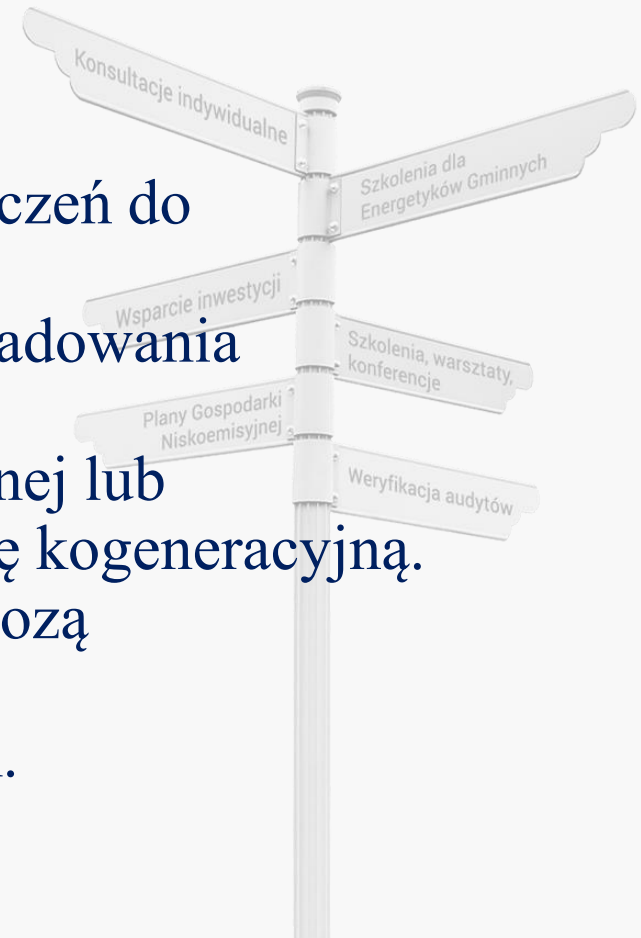 Konsultacje indywidualne
Szkolenia dla
Energetyków Gminnych
czeń do
Wsparcie inwestycji
adowania
Szkolenia, warsztaty,
konferencje
Plany Gospodarki
Niskoemisyjnej
nej lub
Weryfikacja audytów
ę kogeneracyjną.
ozą
.